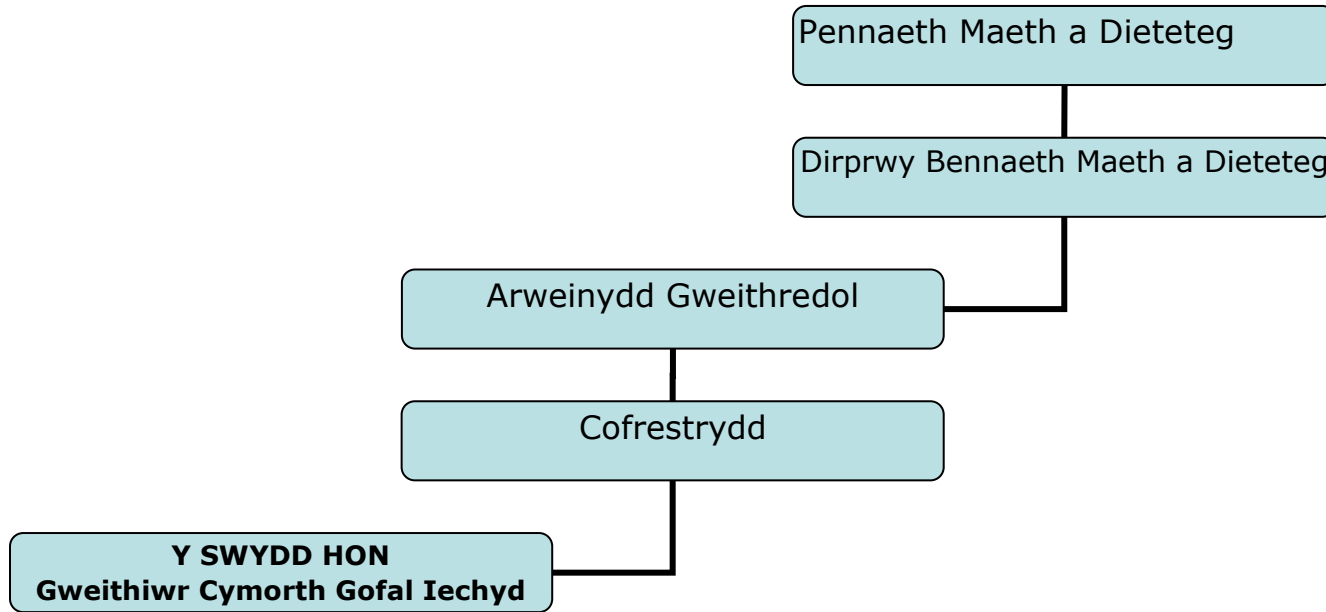 Pennaeth Maeth a Dieteteg
Dirprwy Bennaeth Maeth a Dieteteg
Arweinydd Gweithredol
Cofrestrydd
Y SWYDD HON
Gweithiwr Cymorth Gofal Iechyd